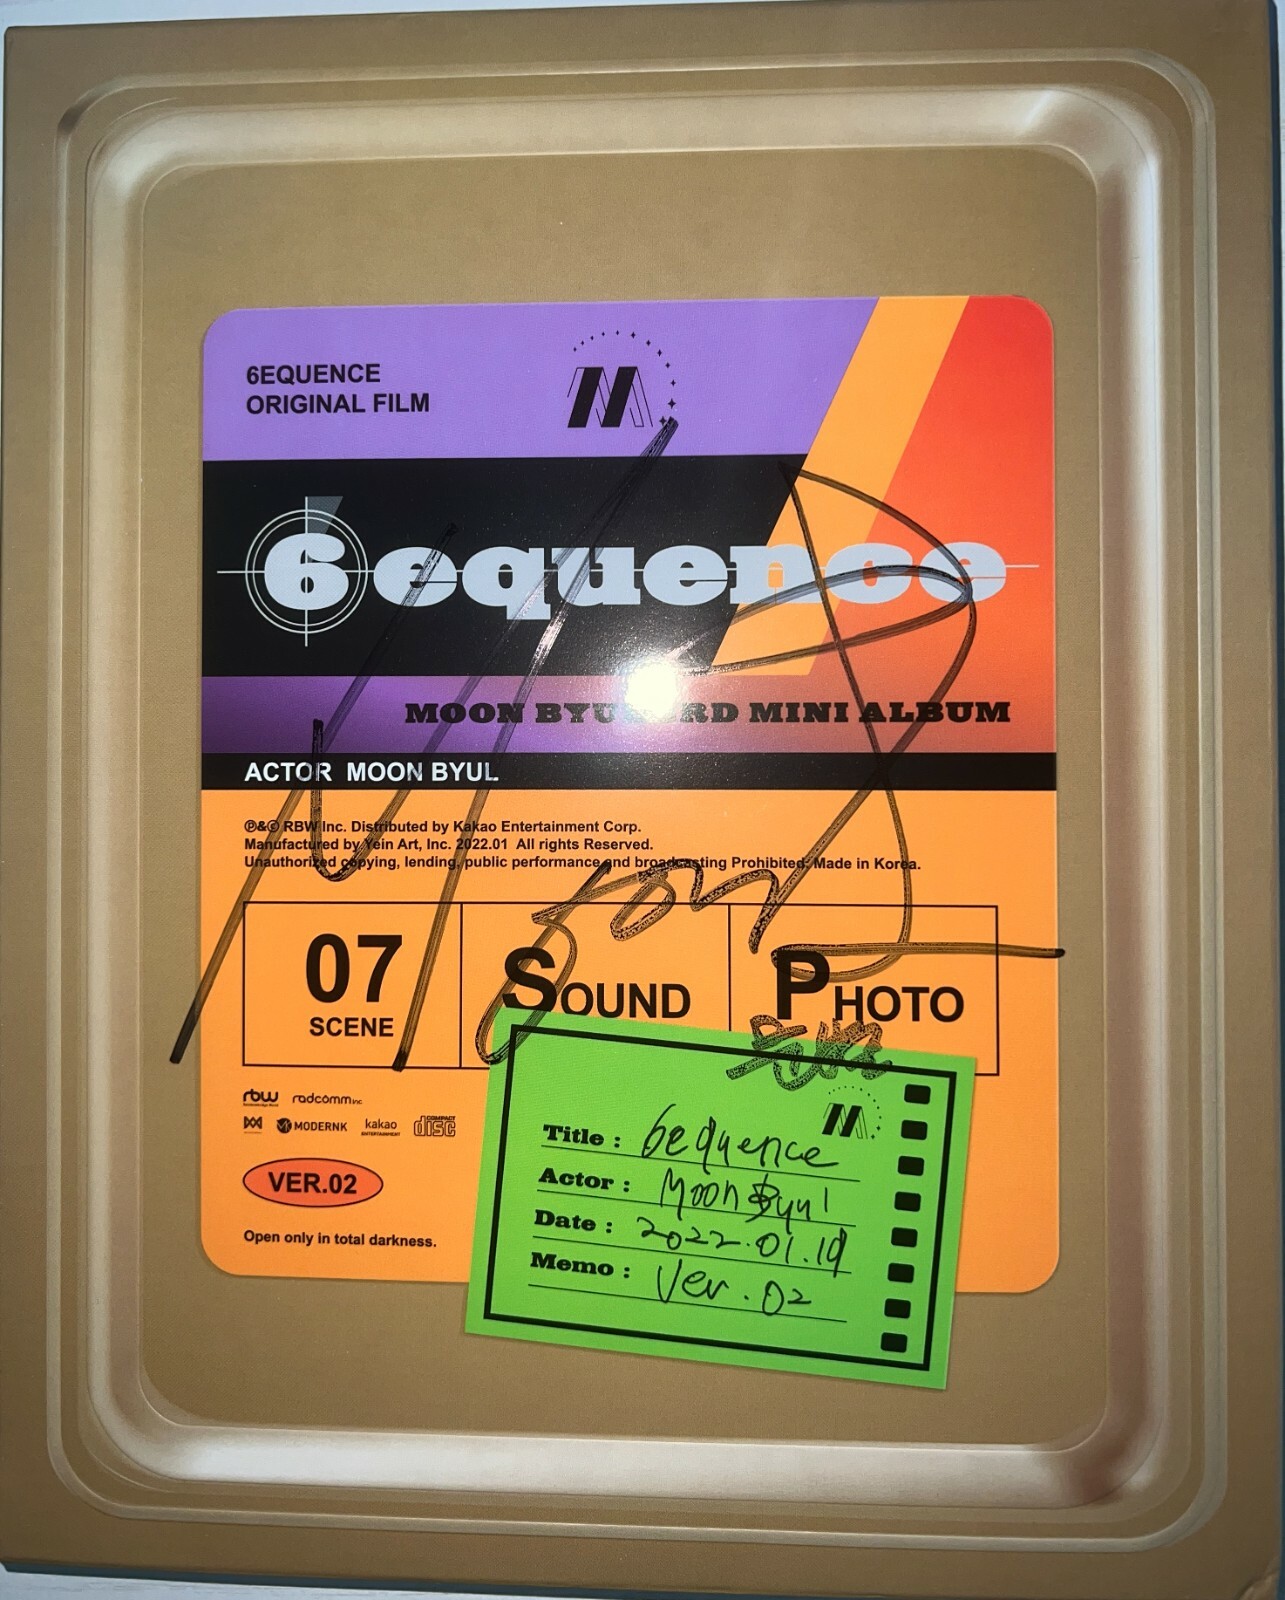 6EQUENCE
ORIGINAL FILM
6equence
MOON BYUL RD MINI ALBUM
ACTOR MOON BYUL
℗&© RBW Inc. Distributed by Kakao Entertainment Corp.
Manufactured by Yein Art, Inc. 2022.01 All rights Reserved.
Unauthorized copying, lending, public performance and broadcasting Prohibited. Made in Korea.
07
SCENE
SOUND
PHOTO
rbw radcomm inc
MODERNK kakao ENTERTAINMENT COMPACT disc
VER.02
Open only in total darkness.
Title : 6equence
Actor : Moon Byul
Date : 2022.01.19
Memo : Ver.02